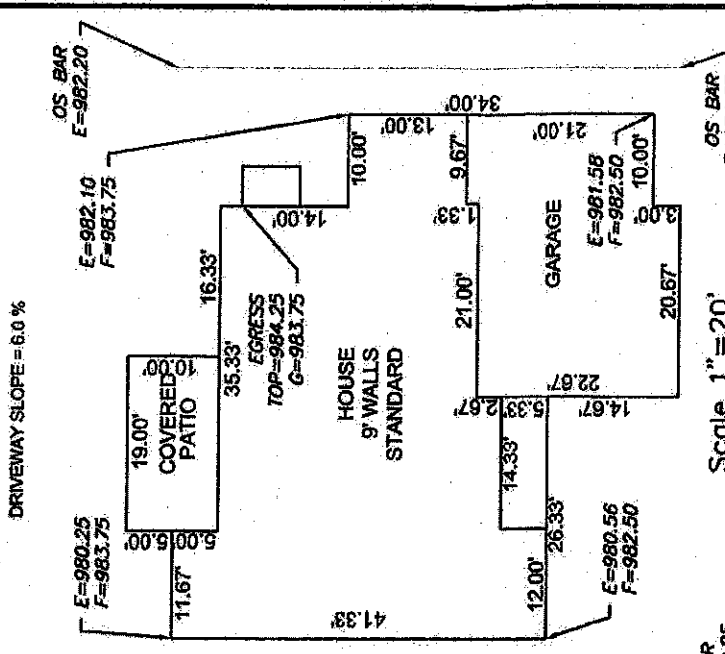 DRIVEWAY SLOPE = 6.0 %
OS BAR
E=982.20
E=982.10
F=983.75
34.00'
13.00'
10.00'
14.00'
9.67'
21.00'
OS BAR
E=981.58
F=982.50
10.00'
3.00'
1.33'
GARAGE
16.33'
35.33'
EGRESS
TOP=984.25
G=983.75
21.00'
20.67'
10.00'
19.00'
COVERED
PATIO
HOUSE
9' WALLS
STANDARD
22.67'
2.67'
5.33'
14.67'
Scale 1"=20'
E=980.25
F=983.75
5.00'
5.00'
11.67'
14.33'
26.33'
12.00'
41.33'
E=980.56
F=982.50